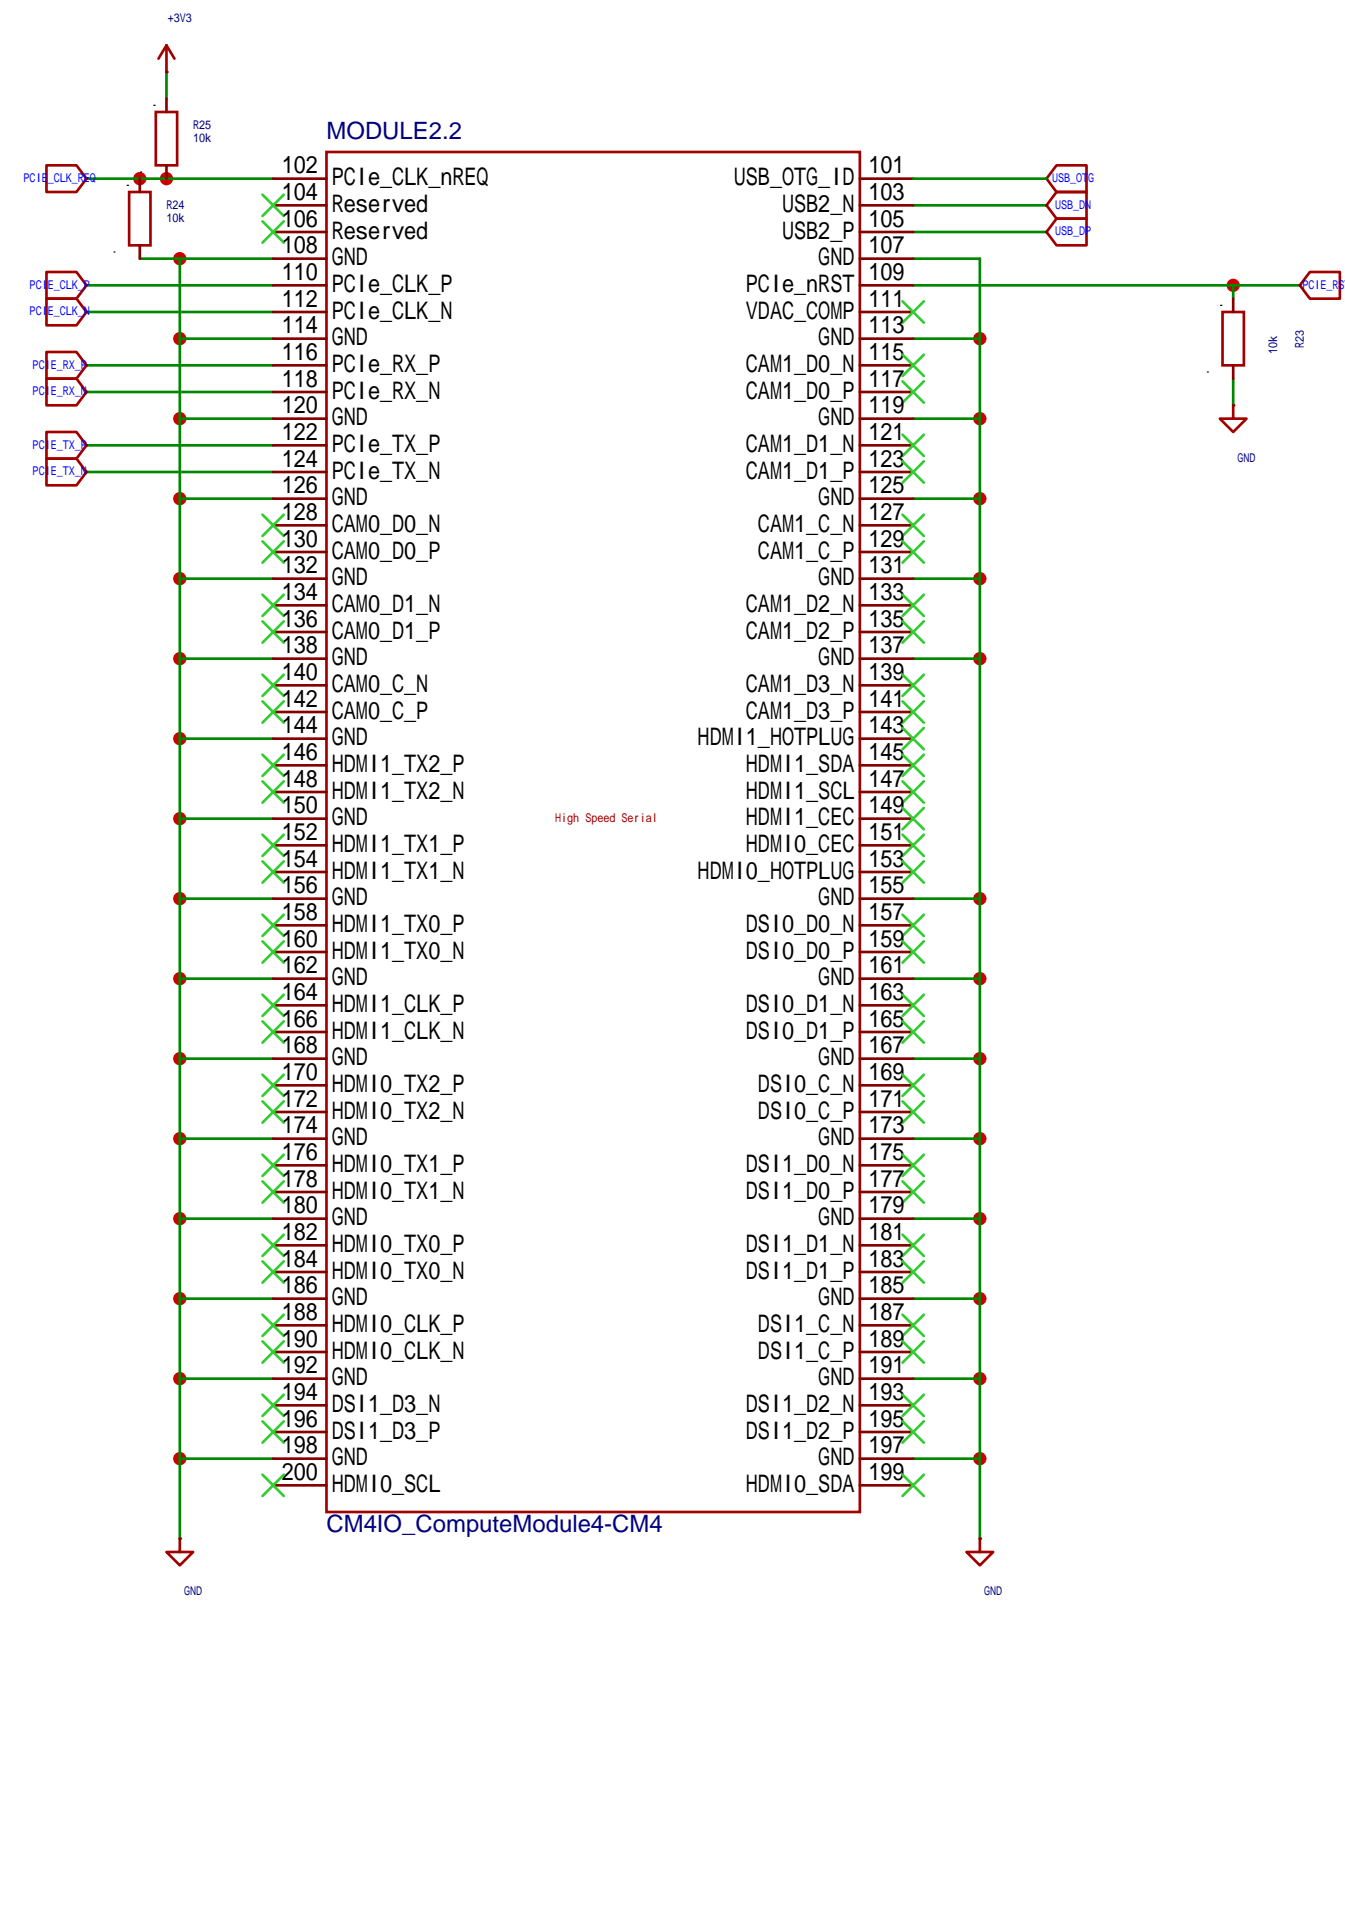 +3V3
R25
10k
MODULE2.2
PCIE_CLK_REQ
102 PCIe_CLK_nREQ USB_OTG_ID 101 USB_OTG
R24
10k
104 Reserved USB2_N 103 USB_DN
106 Reserved USB2_P 105 USB_DP
108 GND GND 107
PCIE_CLK_P 110 PCIe_CLK_P PCIe_nRST 109 PCIE_RS
PCIE_CLK_N 112 PCIe_CLK_N VDAC_COMP 111
10k
R23
114 GND GND 113
PCIE_RX_P 116 PCIe_RX_P CAM1_D0_N 115
PCIE_RX_N 118 PCIe_RX_N CAM1_D0_P 117
120 GND GND 119
PCIE_TX_P 122 PCIe_TX_P CAM1_D1_N 121
GND
PCIE_TX_N 124 PCIe_TX_N CAM1_D1_P 123
126 GND GND 125
128 CAM0_D0_N CAM1_C_N 127
130 CAM0_D0_P CAM1_C_P 129
132 GND GND 131
134 CAM0_D1_N CAM1_D2_N 133
136 CAM0_D1_P CAM1_D2_P 135
138 GND GND 137
140 CAM0_C_N CAM1_D3_N 139
142 CAM0_C_P CAM1_D3_P 141
144 GND HDMI1_HOTPLUG 143
146 HDMI1_TX2_P HDMI1_SDA 145
148 HDMI1_TX2_N HDMI1_SCL 147
150 GND High Speed Serial HDMI1_CEC 149
152 HDMI1_TX1_P HDMI0_CEC 151
154 HDMI1_TX1_N HDMI0_HOTPLUG 153
156 GND GND 155
158 HDMI1_TX0_P DSI0_D0_N 157
160 HDMI1_TX0_N DSI0_D0_P 159
162 GND GND 161
164 HDMI1_CLK_P DSI0_D1_N 163
166 HDMI1_CLK_N DSI0_D1_P 165
168 GND GND 167
170 HDMI0_TX2_P DSI0_C_N 169
172 HDMI0_TX2_N DSI0_C_P 171
174 GND GND 173
176 HDMI0_TX1_P DSI1_D0_N 175
178 HDMI0_TX1_N DSI1_D0_P 177
180 GND GND 179
182 HDMI0_TX0_P DSI1_D1_N 181
184 HDMI0_TX0_N DSI1_D1_P 183
186 GND GND 185
188 HDMI0_CLK_P DSI1_C_N 187
190 HDMI0_CLK_N DSI1_C_P 189
192 GND GND 191
194 DSI1_D3_N DSI1_D2_N 193
196 DSI1_D3_P DSI1_D2_P 195
198 GND GND 197
200 HDMI0_SCL HDMI0_SDA 199
CM4IO_ComputeModule4-CM4
GND GND